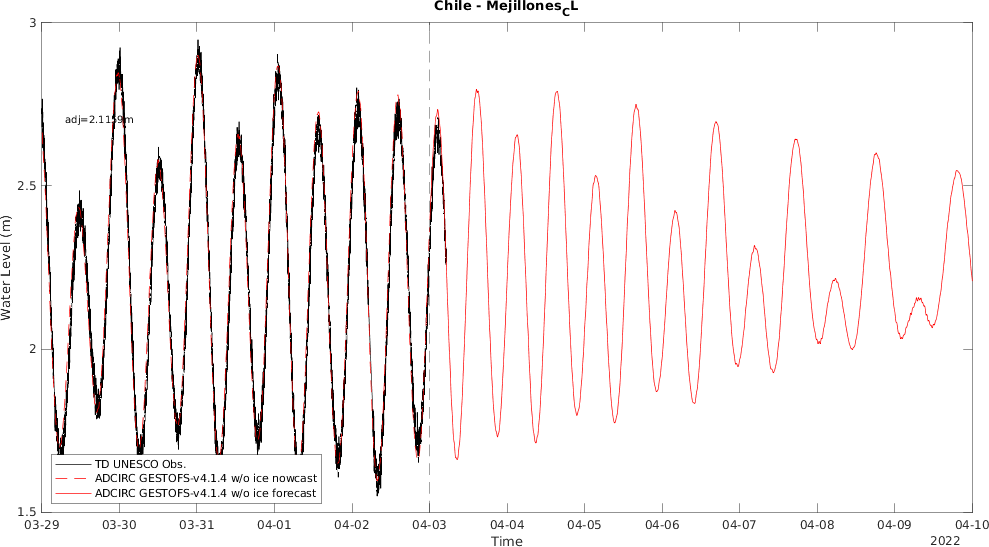 Chile - Mejillones_CL
3
adj=2.1159m
2.5
Water Level (m)
2
TD UNESCO Obs.
ADCIRC GESTOFS-v4.1.4 w/o ice nowcast
ADCIRC GESTOFS-v4.1.4 w/o ice forecast
1.5
03-29 03-30 03-31 04-01 04-02 04-03 04-04 04-05 04-06 04-07 04-08 04-09 04-10
Time
2022